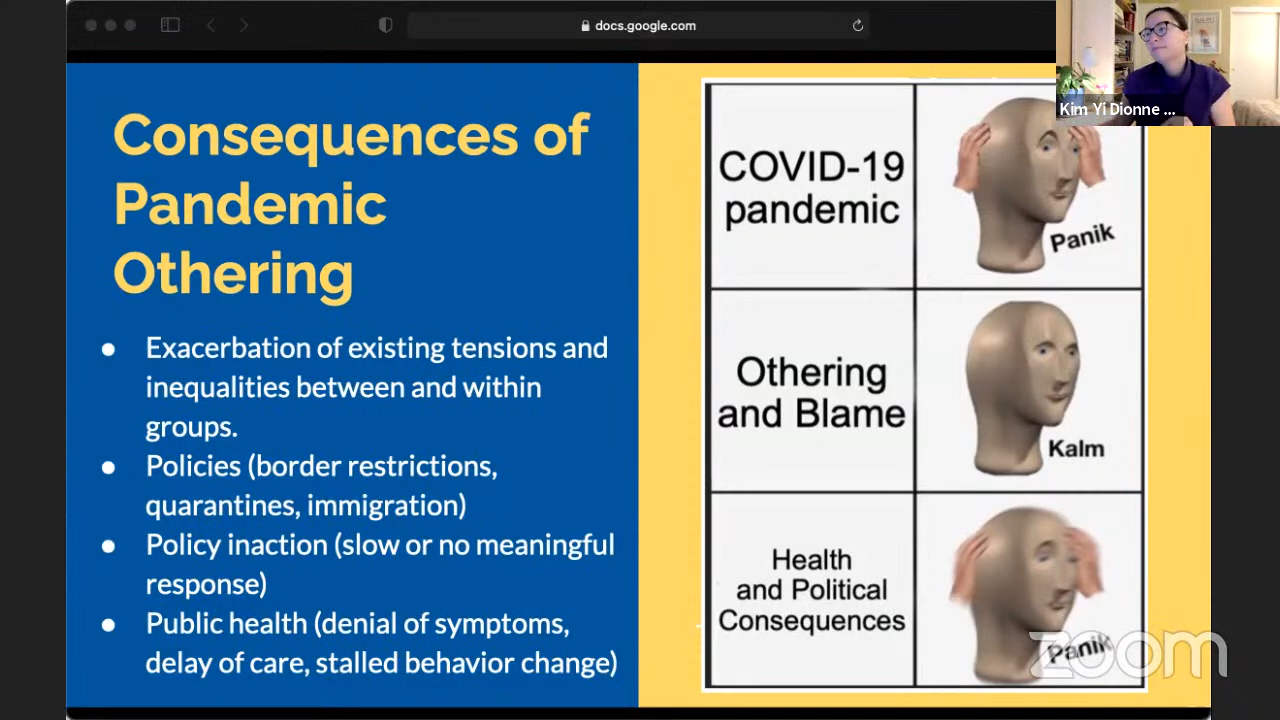 docs.google.com
Kim Yi Dionne ...
Consequences of
Pandemic
Othering
● Exacerbation of existing tensions and
inequalities between and within
groups.
● Policies (border restrictions,
quarantines, immigration)
● Policy inaction (slow or no meaningful
response)
● Public health (denial of symptoms,
delay of care, stalled behavior change)
COVID-19
pandemic
Panik
Othering
and Blame
Kalm
Health
and Political
Consequences
Panik
zoom